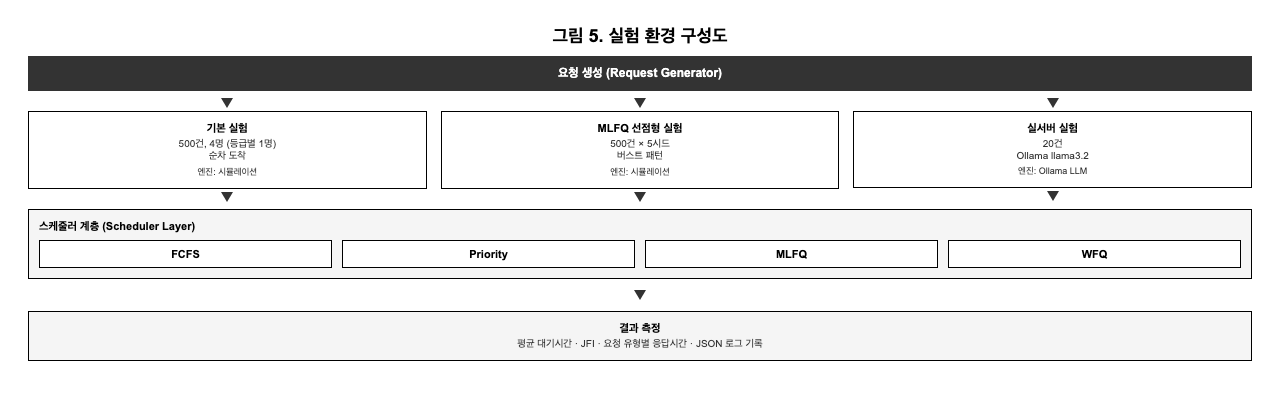 그림 5. 실험 환경 구성도
요청 생성 (Request Generator)
기본 실험
500건, 4명 (등급별 1명)
순차 도착
엔진: 시뮬레이션
MLFQ 선점형 실험
500건 × 5시드
버스트 패턴
엔진: 시뮬레이션
실서버 실험
20건
Ollama llama3.2
엔진: Ollama LLM
스케줄러 계층 (Scheduler Layer)
FCFS
Priority
MLFQ
WFQ
결과 측정
평균 대기시간 · JFI · 요청 유형별 응답시간 · JSON 로그 기록